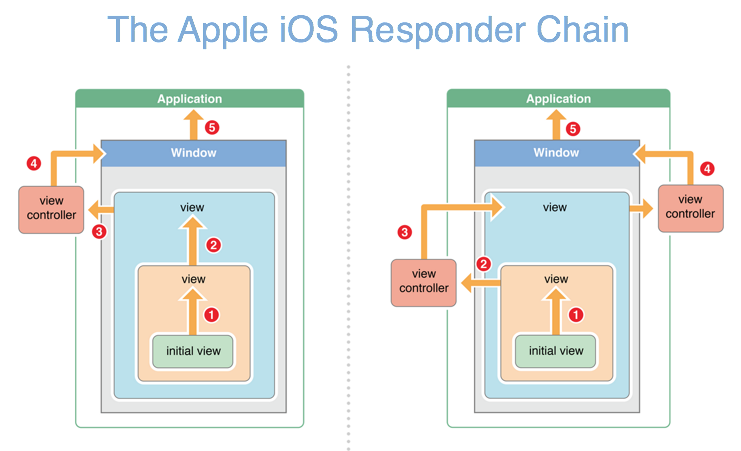 The Apple iOS Responder Chain
Application
5
Window
4
view
controller
3
view
2
view
1
initial view
Application
5
Window
4
view
controller
view
3
view
controller
2
view
1
initial view